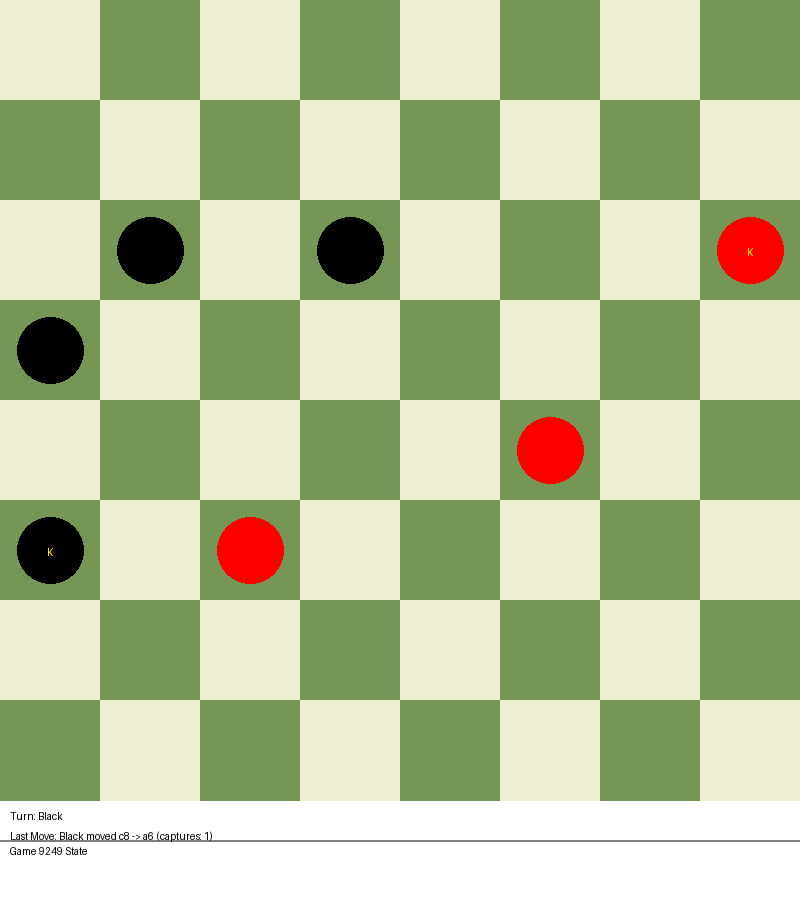 K
K
Turn: Black
Last Move: Black moved c8 -> a6 (captures: 1)
Game 9249 State